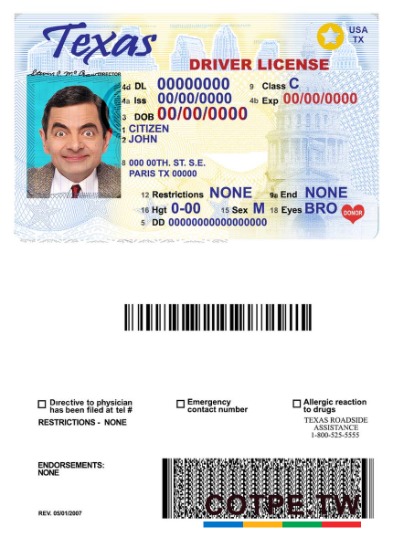 Texas
USA
TX
DRIVER LICENSE
DIRECTOR
4d DL 00000000 9 Class C
4a Iss 00/00/0000 4b Exp 00/00/0000
3 DOB 00/00/0000
1 CITIZEN
2 JOHN
8 000 00TH. ST. S.E.
PARIS TX 00000
12 Restrictions NONE 9a End NONE
16 Hgt 0-00 15 Sex M 18 Eyes BRO
DONOR
5 DD 00000000000000000
Directive to physician
has been filed at tel #
Emergency
contact number
Allergic reaction
to drugs
RESTRICTIONS - NONE
TEXAS ROADSIDE
ASSISTANCE
1-800-525-5555
ENDORSEMENTS:
NONE
REV. 05/01/2007
COTPE.TW